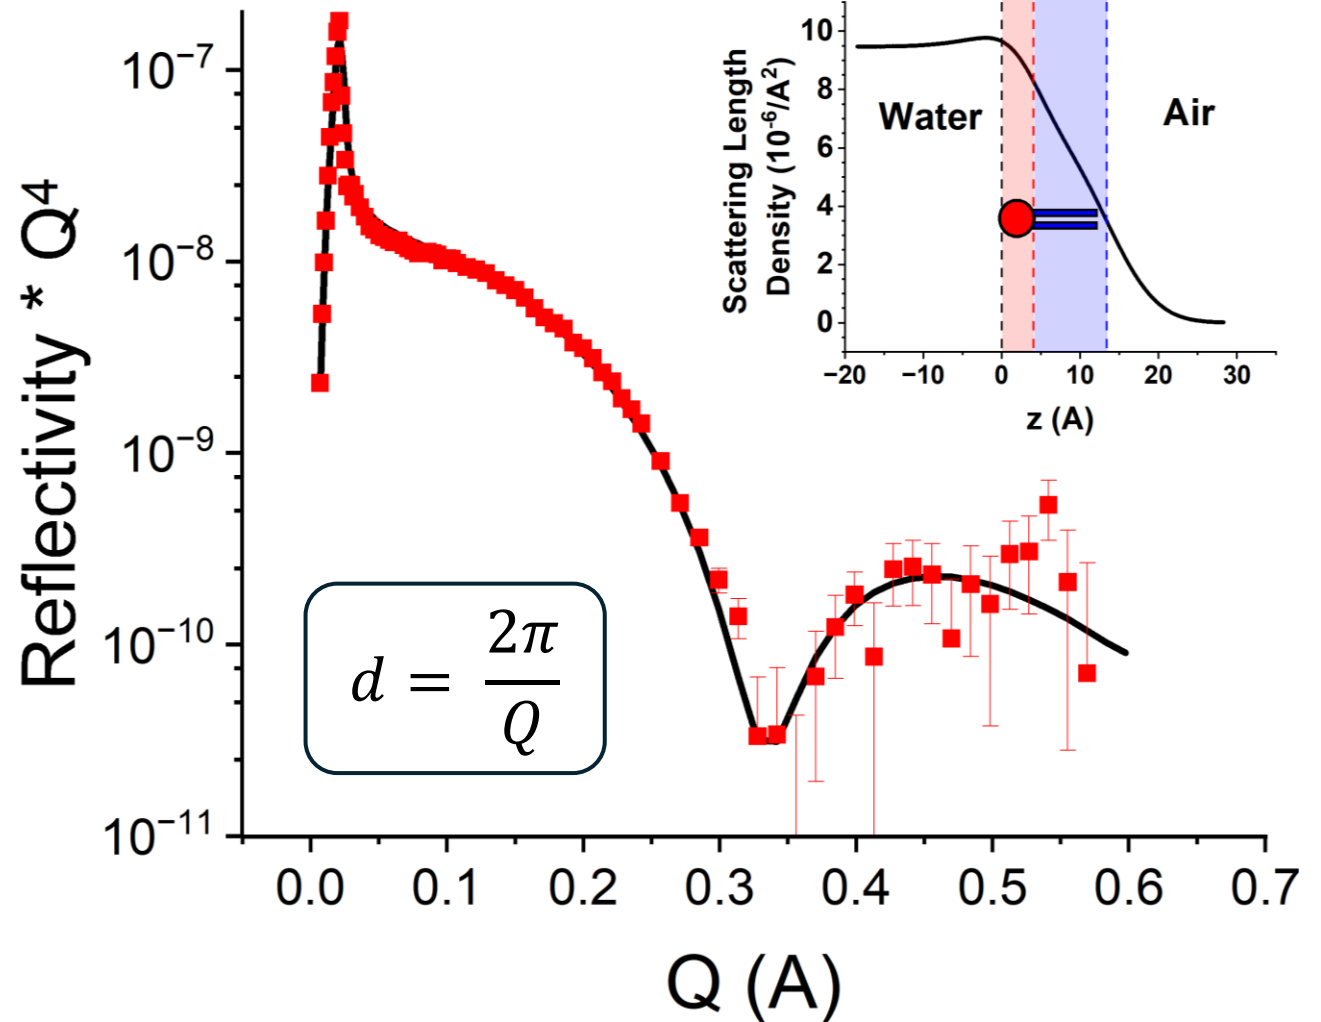 Reflectivity * Q⁴
10⁻⁷
10⁻⁸
10⁻⁹
10⁻¹⁰
10⁻¹¹
0.0 0.1 0.2 0.3 0.4 0.5 0.6 0.7
Q (A)
d = 2π/Q
Scattering Length
Density (10⁻⁶/A²)
10
8
6
4
2
0
Water
Air
−20 −10 0 10 20 30
z (A)